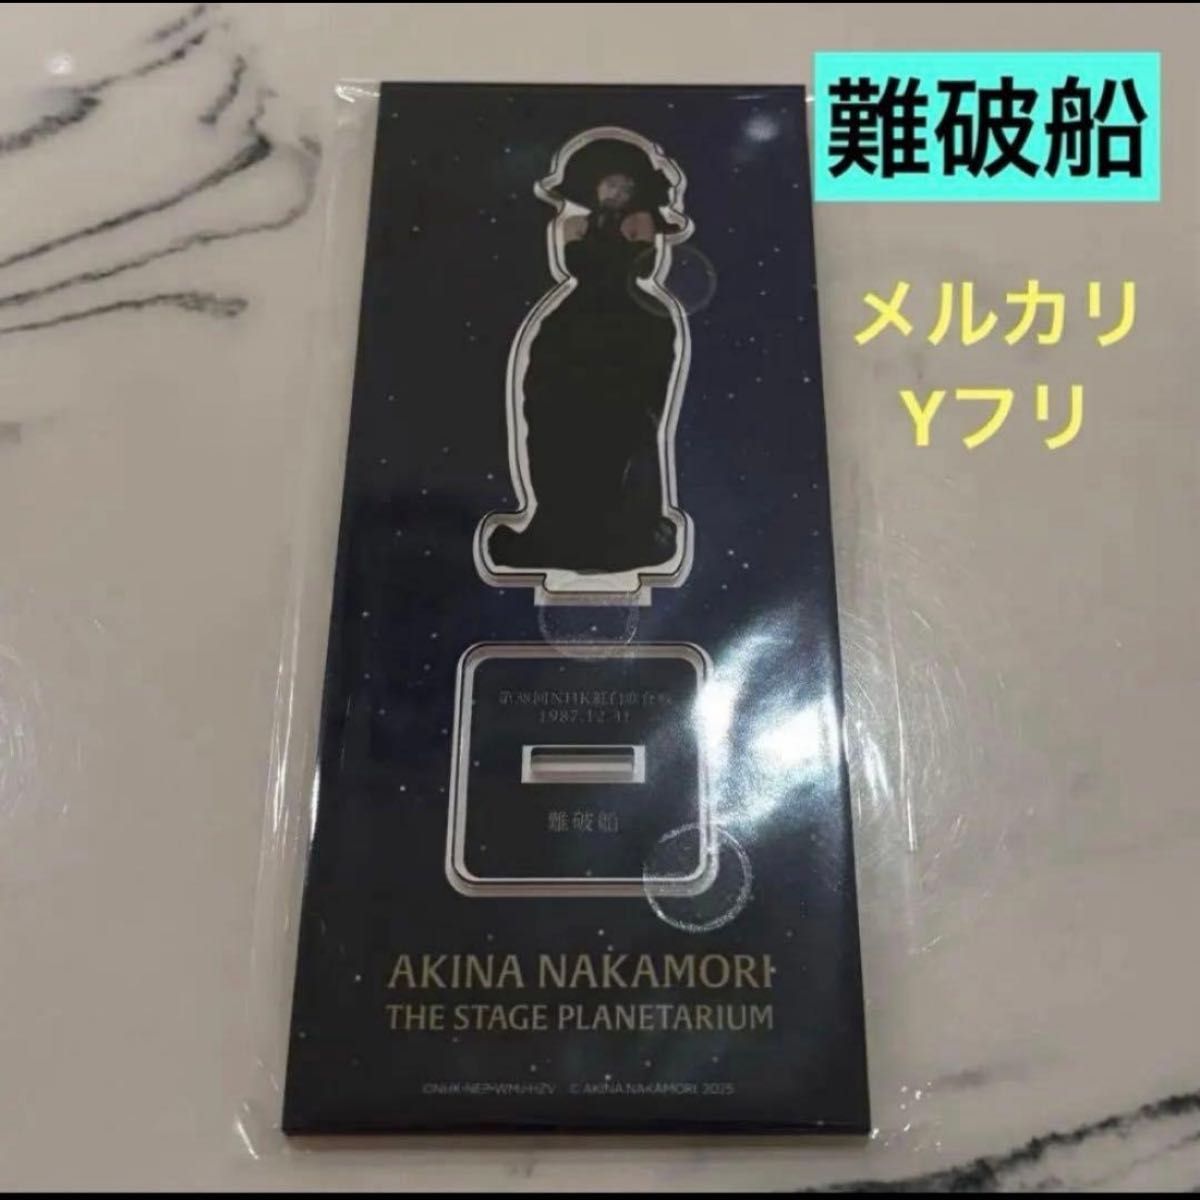 難破船
メルカリ
Yフリ
第38回NHK紅白歌合戦
1987.12.31
難破船
AKINA NAKAMORI
THE STAGE PLANETARIUM
©NHK・NEP・WMJ・HZV © AKINA NAKAMORI 2025